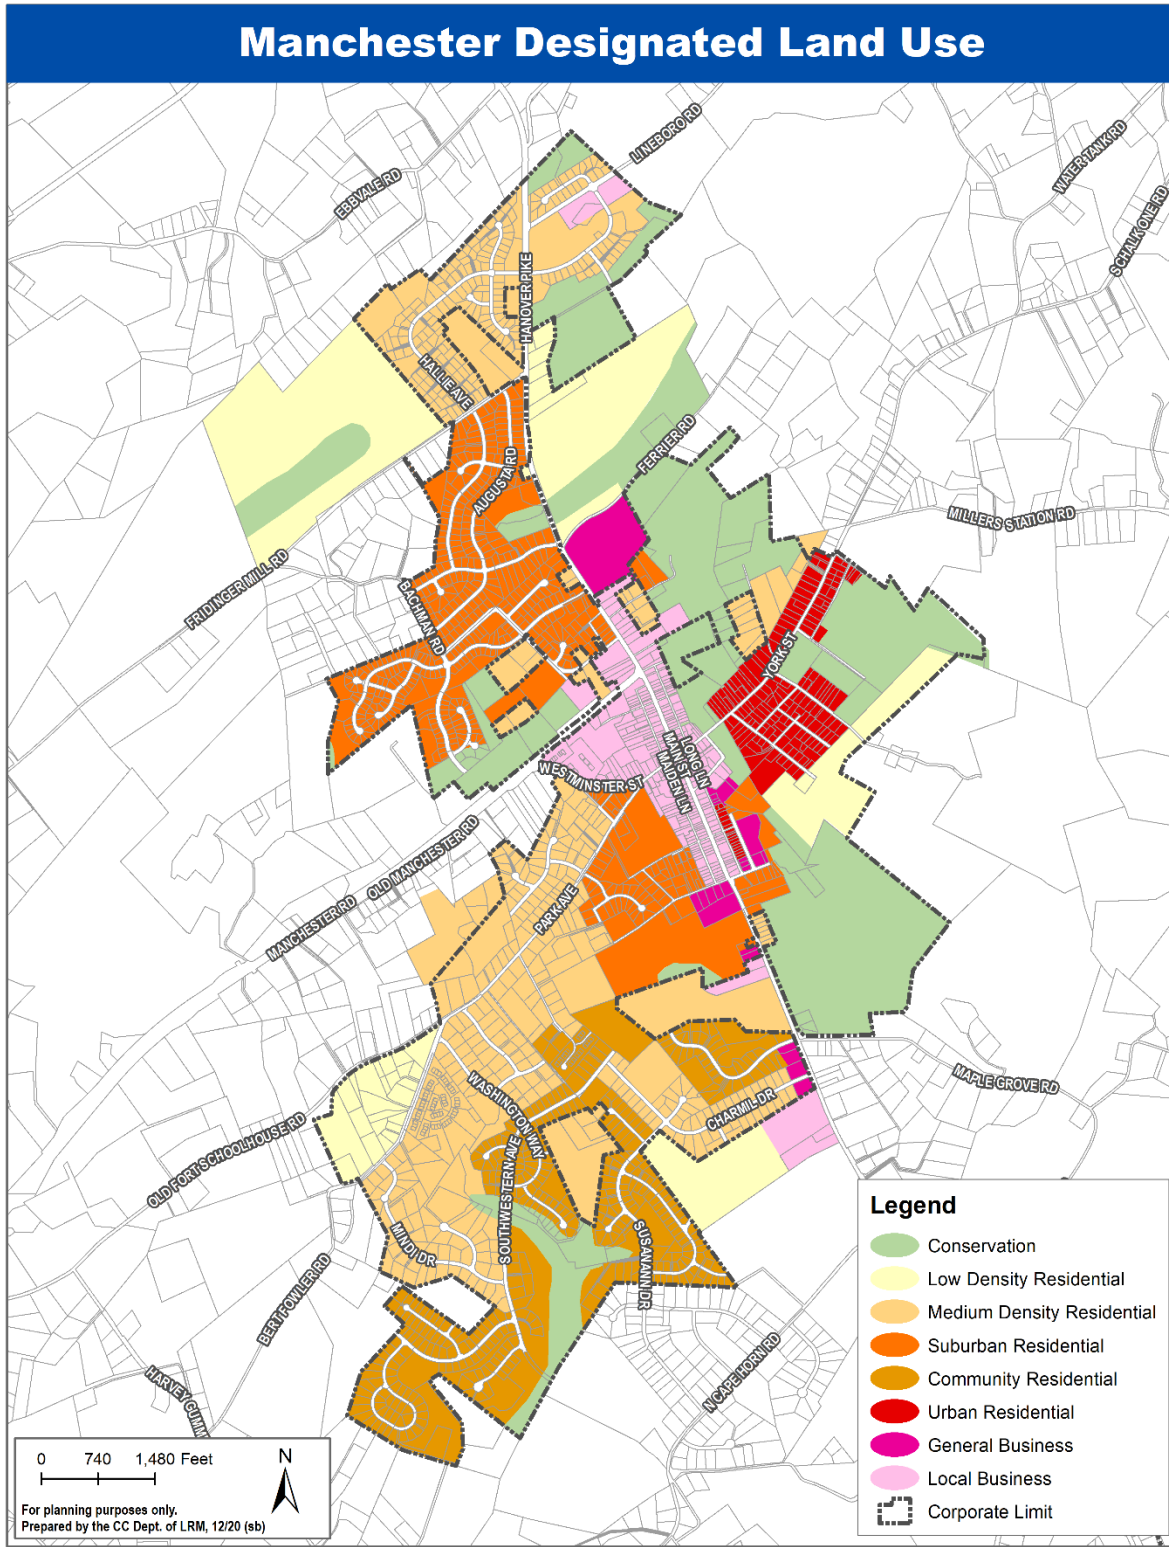 Manchester Designated Land Use
LINEBORO RD
WATER TANK RD
EBBVALE RD
SCHALK ONE RD
HANOVER PIKE
HALLIE AVE
FERRIER RD
AUGUSTA RD
MILLERS STATION RD
FRIDINGER MILL RD
BACHMAN RD
YORK ST
LONG LN
MAIN ST
MAIDEN LN
WESTMINSTER ST
OLD MANCHESTER RD
PARK AVE
MANCHESTER RD
MAPLE GROVE RD
WASHINGTON WAY
CHARMIL DR
OLD FORT SCHOOLHOUSE RD
SOUTHWESTERN AVE
MINDI DR
SUSANANN DR
BERT FOWLER RD
N CAPE HORN RD
HARVEY GUMM
Legend
Conservation
Low Density Residential
Medium Density Residential
Suburban Residential
Community Residential
Urban Residential
General Business
Local Business
Corporate Limit
0 740 1,480 Feet
N
For planning purposes only.
Prepared by the CC Dept. of LRM, 12/20 (sb)